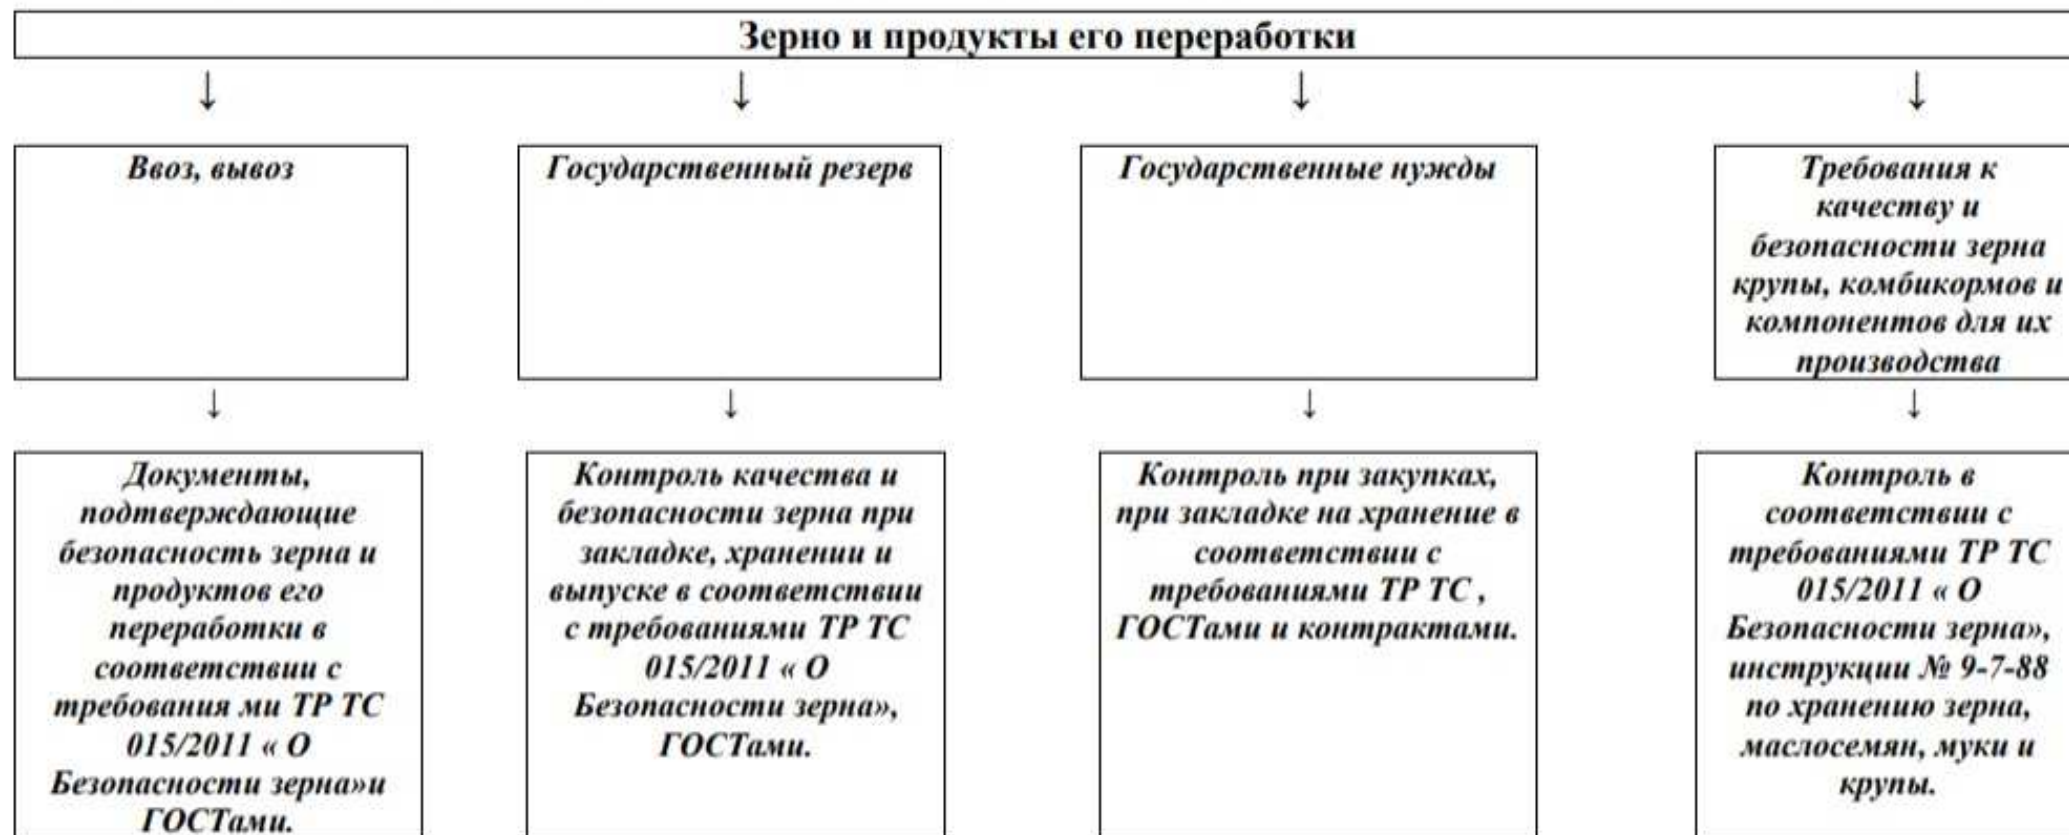 Зерно и продукты его переработки
↓ ↓ ↓ ↓
Ввоз, вывоз
Государственный резерв
Государственные нужды
Требования к
качеству и
безопасности зерна
крупы, комбикормов и
компонентов для их
производства
↓ ↓ ↓ ↓
Документы,
подтверждающие
безопасность зерна и
продуктов его
переработки в
соответствии с
требования ми ТР ТС
015/2011 « О
Безопасности зерна»и
ГОСТами.
Контроль качества и
безопасности зерна при
закладке, хранении и
выпуске в соответствии
с требованиями ТР ТС
015/2011 « О
Безопасности зерна»,
ГОСТами.
Контроль при закупках,
при закладке на хранение в
соответствии с
требованиями ТР ТС ,
ГОСТами и контрактами.
Контроль в
соответствии с
требованиями ТР ТС
015/2011 « О
Безопасности зерна»,
инструкции № 9-7-88
по хранению зерна,
маслосемян, муки и
крупы.